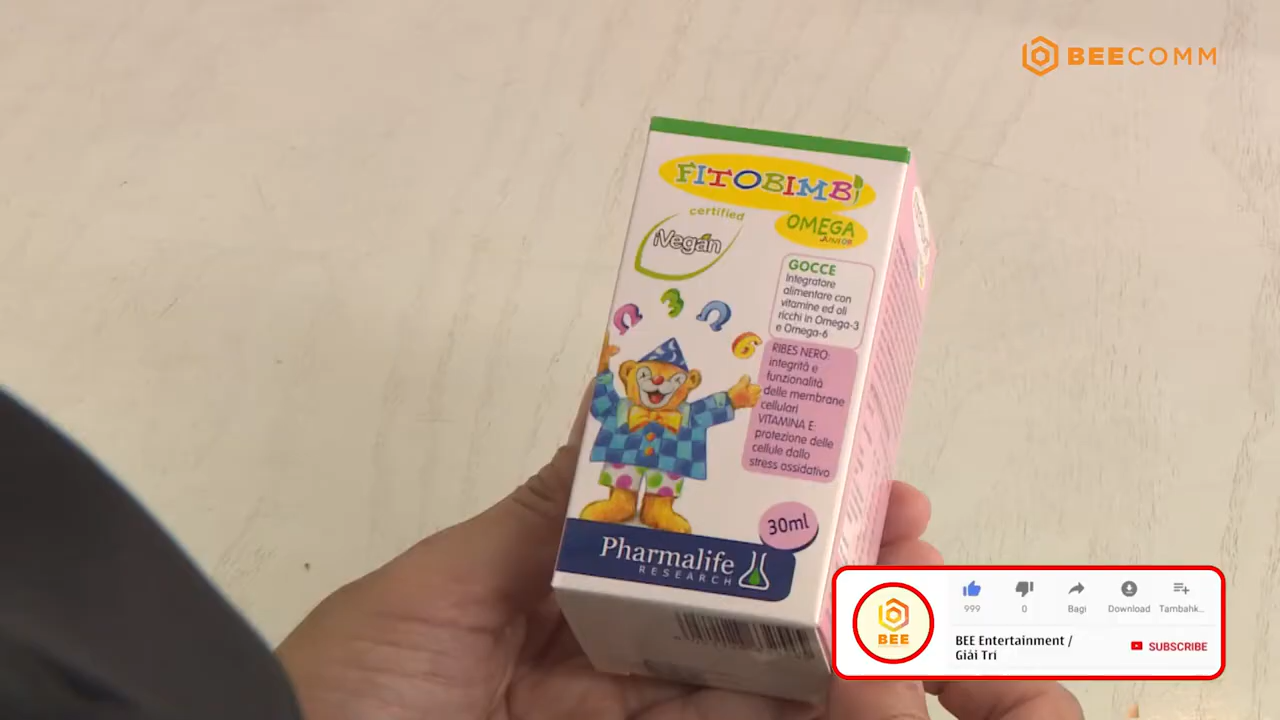 BEECOMM
FITOBIMBi
certified
iVegan
OMEGA
JUNIOR
GOCCE
Integratore
alimentare con
vitamine ed oli
ricchi in Omega-3
e Omega-6
3
6
RIBES NERO:
integrità e
funzionalità
delle membrane
cellulari
VITAMINA E:
protezione delle
cellule dallo
stress ossidativo
30ml
Pharmalife
RESEARCH
BEE
999
0
Bagi
Download
Tambahk...
BEE Entertainment /
Giải Trí
SUBSCRIBE